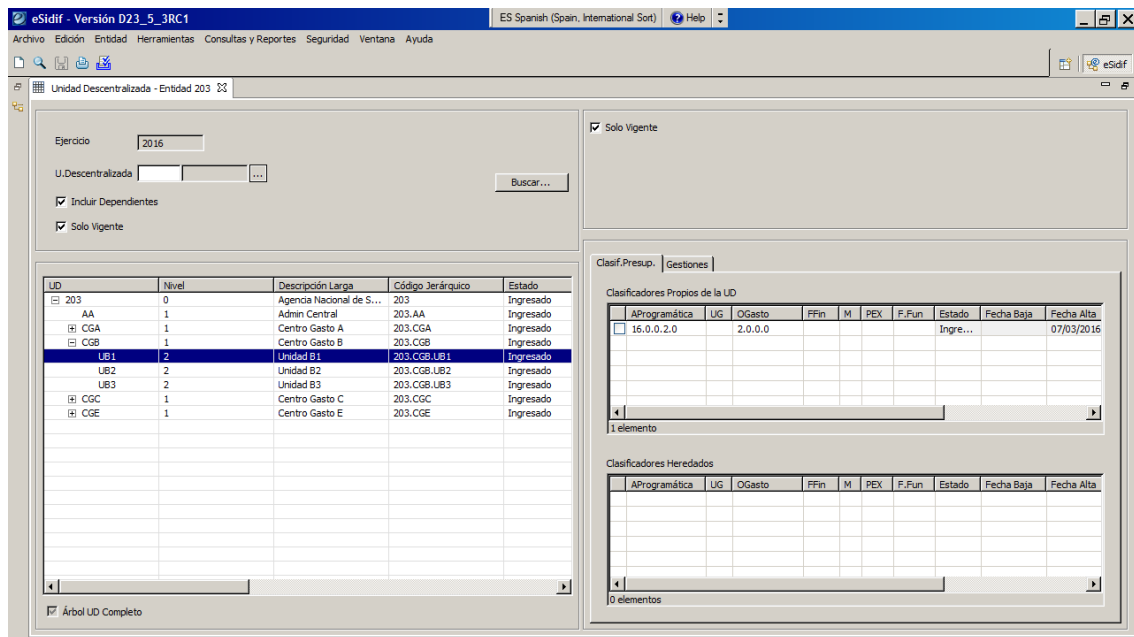 eSidif - Versión D23_5_3RC1
ES Spanish (Spain, International Sort) Help
Archivo Edición Entidad Herramientas Consultas y Reportes Seguridad Ventana Ayuda
eSidif
Unidad Descentralizada - Entidad 203
Ejercicio 2016
U.Descentralizada ...
Buscar...
Incluir Dependientes
Solo Vigente
Solo Vigente
UD Nivel Descripción Larga Código Jerárquico Estado
203 0 Agencia Nacional de S... 203 Ingresado
AA 1 Admin Central 203.AA Ingresado
CGA 1 Centro Gasto A 203.CGA Ingresado
CGB 1 Centro Gasto B 203.CGB Ingresado
UB1 2 Unidad B1 203.CGB.UB1 Ingresado
UB2 2 Unidad B2 203.CGB.UB2 Ingresado
UB3 2 Unidad B3 203.CGB.UB3 Ingresado
CGC 1 Centro Gasto C 203.CGC Ingresado
CGE 1 Centro Gasto E 203.CGE Ingresado
Árbol UD Completo
Clasif.Presup. Gestiones
Clasificadores Propios de la UD
AProgramática UG OGasto FFin M PEX F.Fun Estado Fecha Baja Fecha Alta
16.0.0.2.0 2.0.0.0 Ingre... 07/03/2016
1 elemento
Clasificadores Heredados
AProgramática UG OGasto FFin M PEX F.Fun Estado Fecha Baja Fecha Alta
0 elementos